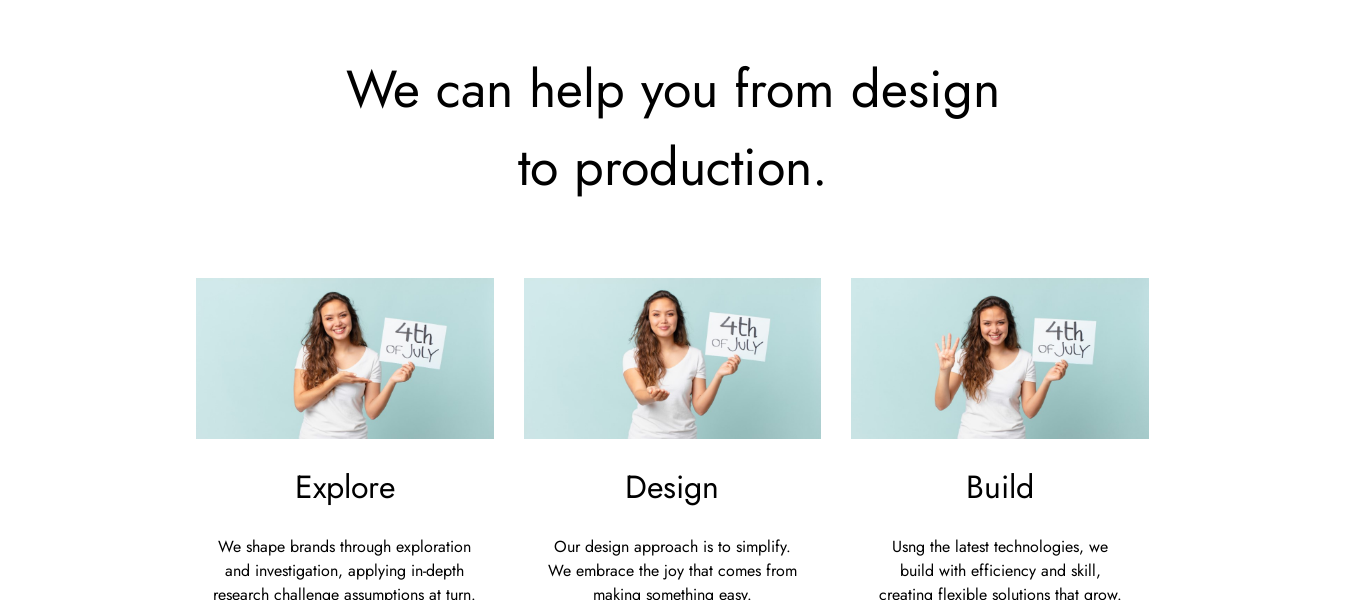 We can help you from design
to production.
4th
OF JULY
4th
OF JULY
4th
OF JULY
Explore
Design
Build
We shape brands through exploration
and investigation, applying in-depth
research challenge assumptions at turn.
Our design approach is to simplify.
We embrace the joy that comes from
making something easy.
Usng the latest technologies, we
build with efficiency and skill,
creating flexible solutions that grow.